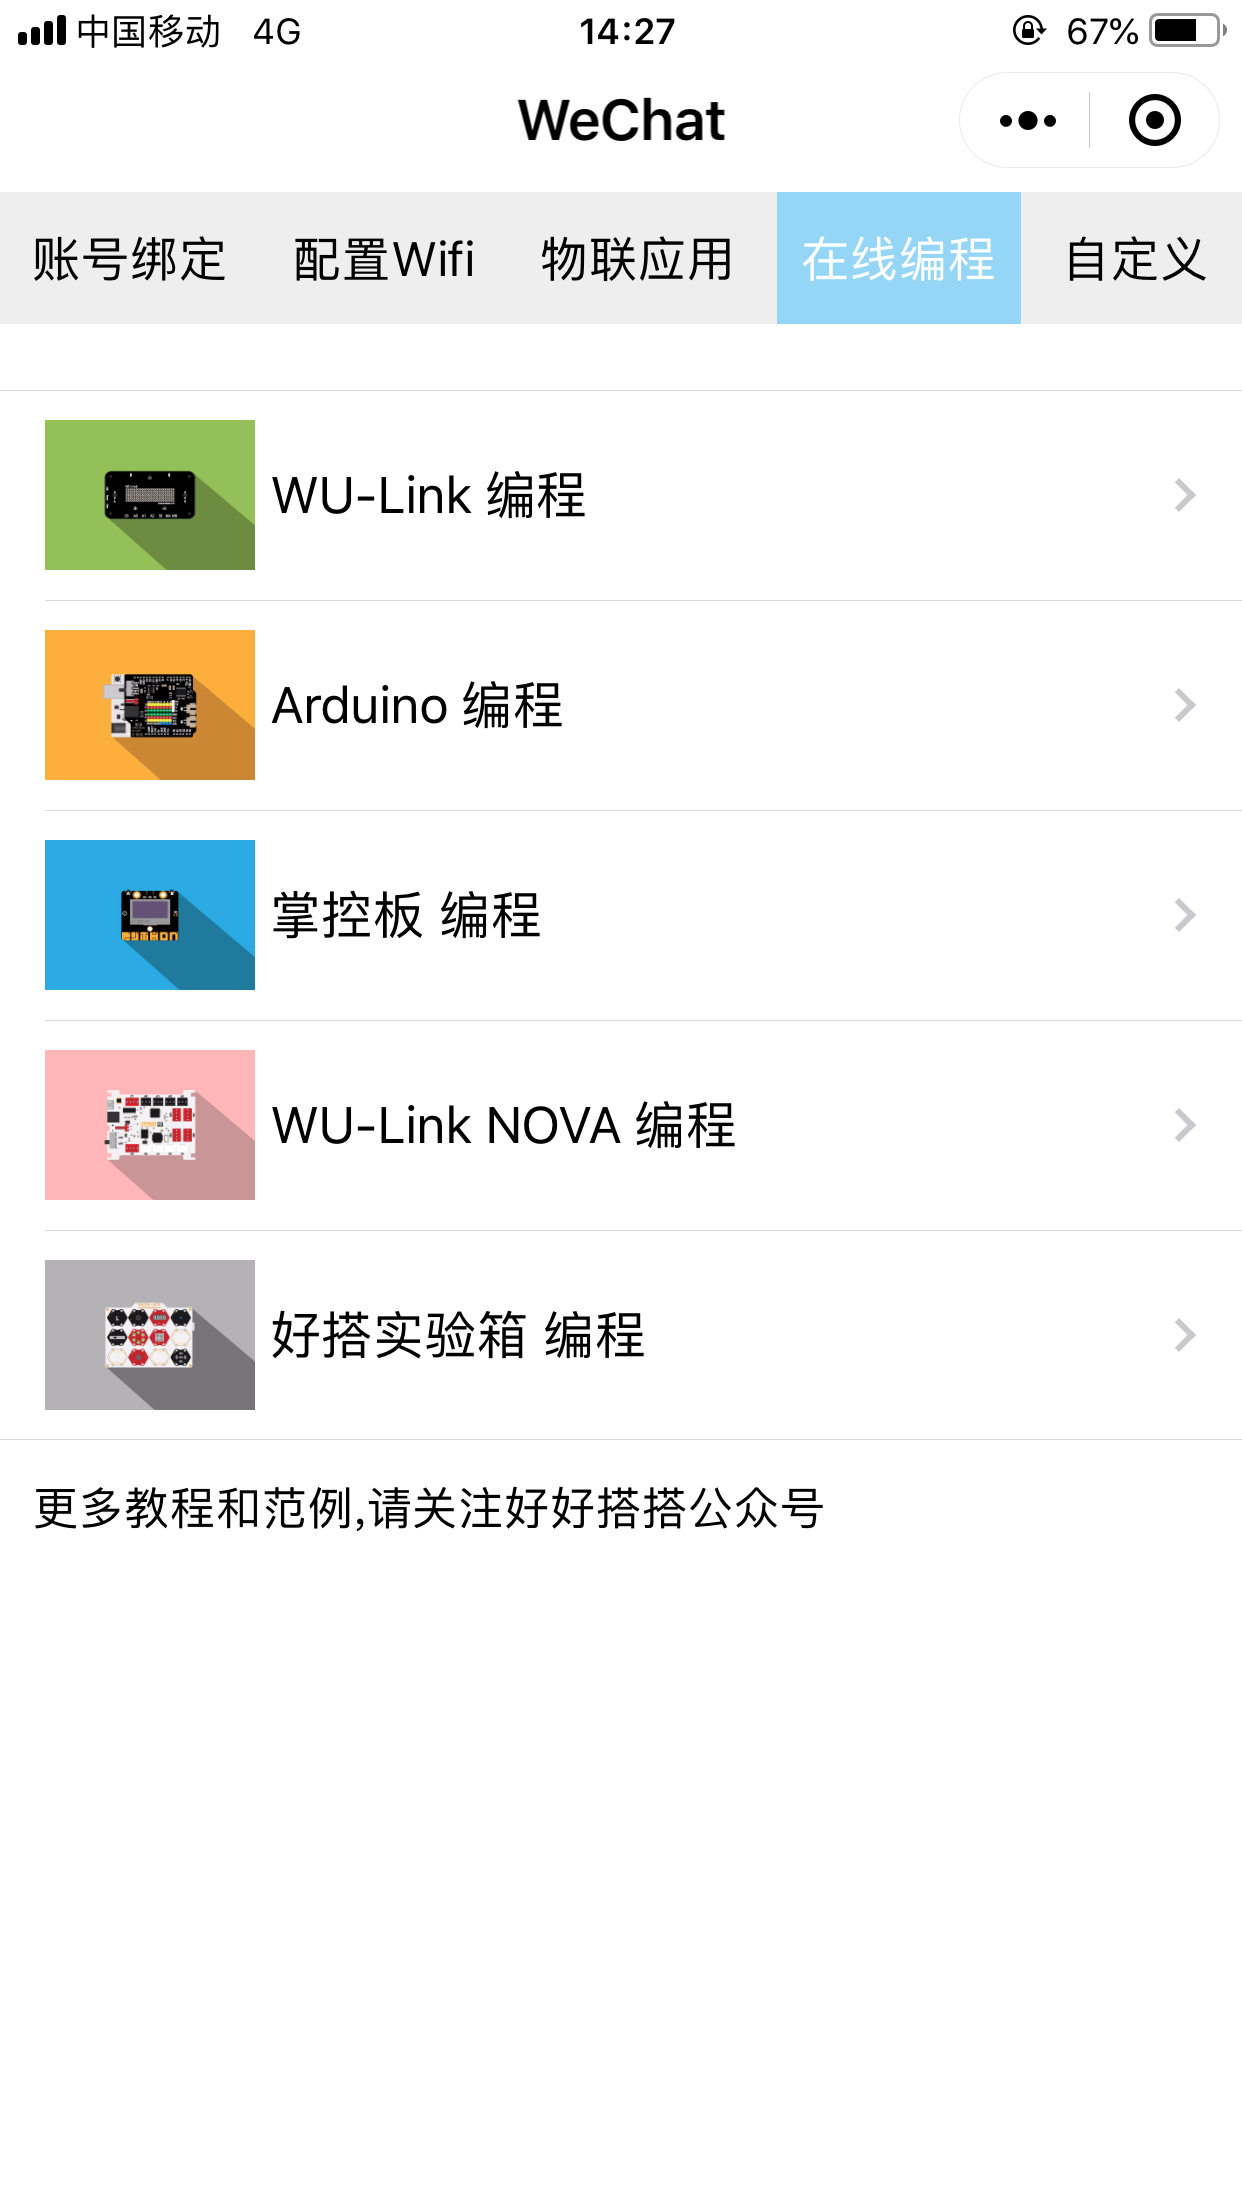 中国移动 4G 14:27 67%
WeChat
账号绑定 配置Wifi 物联应用 在线编程 自定义
WU-Link 编程
Arduino 编程
掌控板 编程
WU-Link NOVA 编程
好搭实验箱 编程
更多教程和范例,请关注好好搭搭公众号